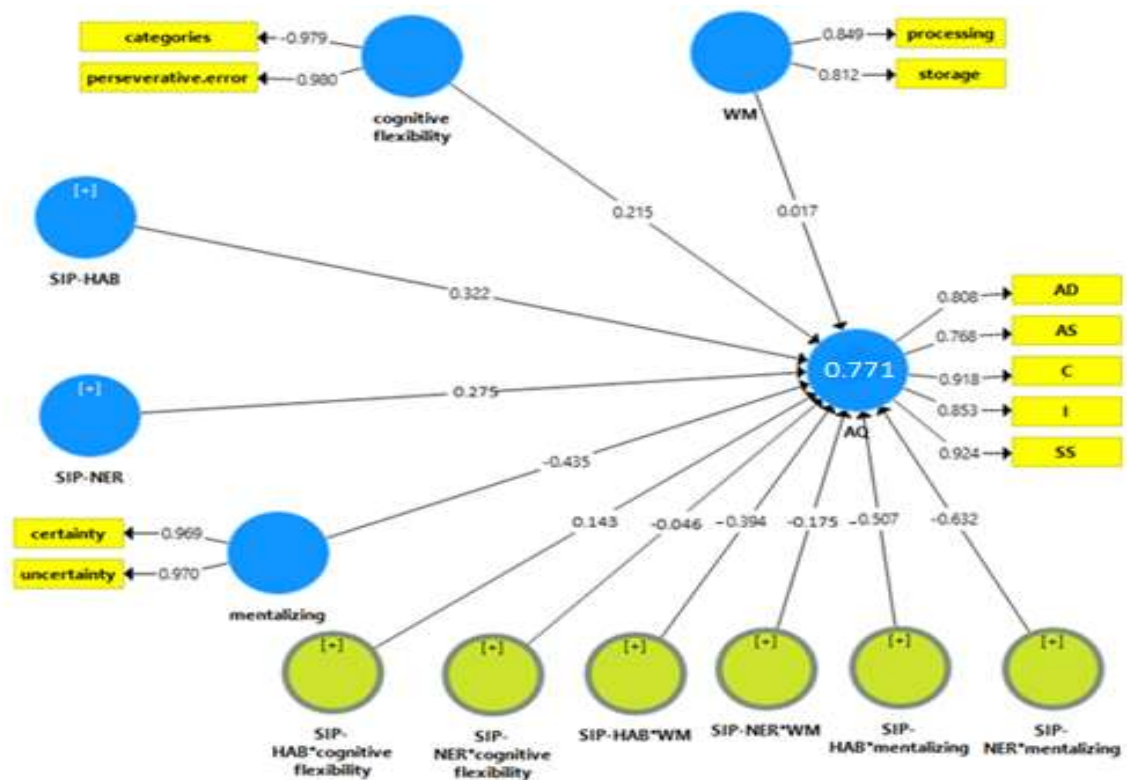 categories
-0.979
perseverative.error
0.980
cognitive
flexibility
0.849
processing
0.812
storage
WM
0.215
0.017
[+]
SIP-HAB
0.322
[+]
SIP-NER
0.275
0.771
AQ
0.808
AD
0.768
AS
0.918
C
0.853
I
0.924
SS
-0.435
certainty
0.969
uncertainty
0.970
mentalizing
0.143
-0.046
-0.394
-0.175
-0.507
-0.632
[+]
SIP-
HAB*cognitive
flexibility
[+]
SIP-
NER*cognitive
flexibility
[+]
SIP-HAB*WM
[+]
SIP-NER*WM
[+]
SIP-
HAB*mentalizing
[+]
SIP-
NER*mentalizing